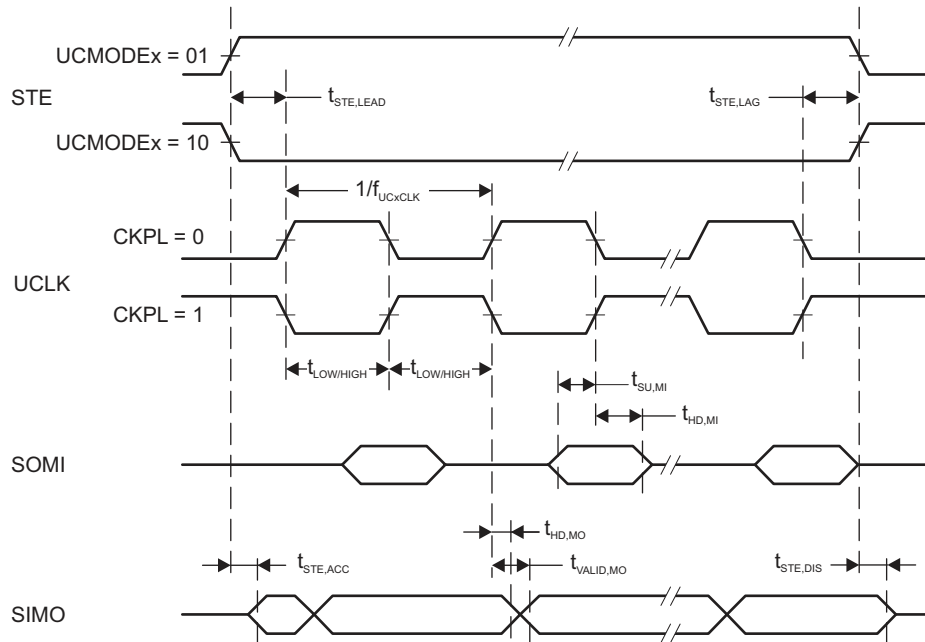 UCMODEx = 01
STE
tSTE,LEAD
tSTE,LAG
UCMODEx = 10
1/fUCxCLK
CKPL = 0
UCLK
CKPL = 1
tLOW/HIGH
tLOW/HIGH
tSU,MI
tHD,MI
SOMI
tHD,MO
tSTE,ACC
tVALID,MO
tSTE,DIS
SIMO